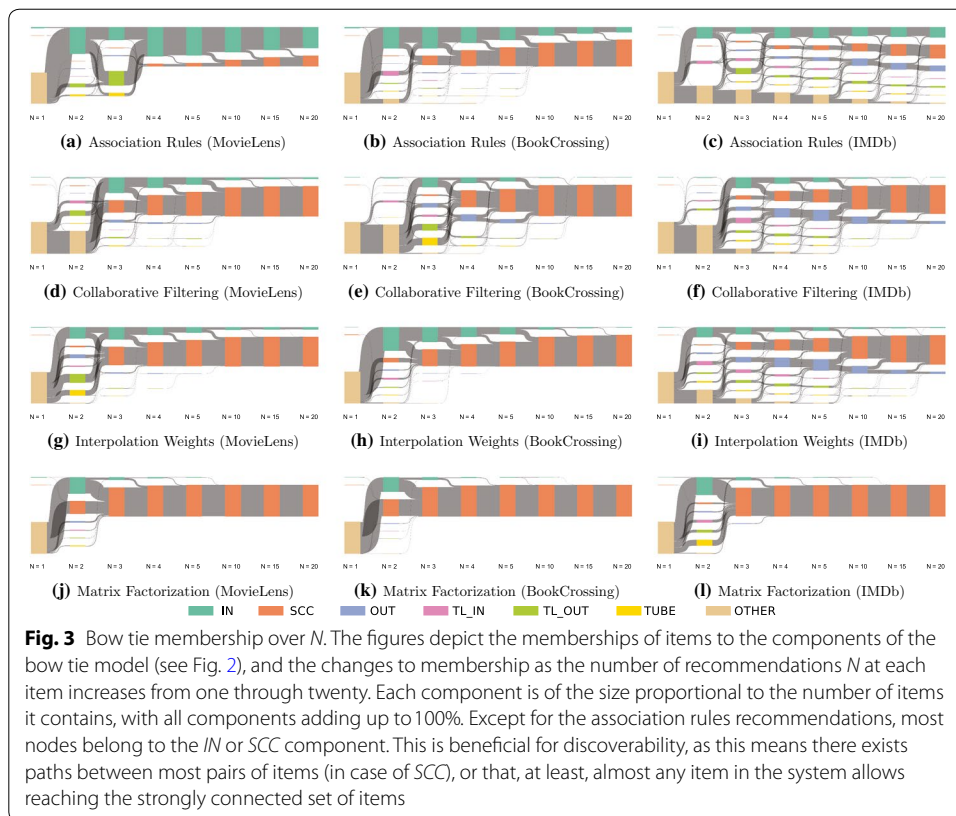 N = 1 N = 2 N = 3 N = 4 N = 5 N = 10 N = 15 N = 20 N = 1 N = 2 N = 3 N = 4 N = 5 N = 10 N = 15 N = 20 N = 1 N = 2 N = 3 N = 4 N = 5 N = 10 N = 15 N = 20
(a) Association Rules (MovieLens) (b) Association Rules (BookCrossing) (c) Association Rules (IMDb)
N = 1 N = 2 N = 3 N = 4 N = 5 N = 10 N = 15 N = 20 N = 1 N = 2 N = 3 N = 4 N = 5 N = 10 N = 15 N = 20 N = 1 N = 2 N = 3 N = 4 N = 5 N = 10 N = 15 N = 20
(d) Collaborative Filtering (MovieLens) (e) Collaborative Filtering (BookCrossing) (f) Collaborative Filtering (IMDb)
N = 1 N = 2 N = 3 N = 4 N = 5 N = 10 N = 15 N = 20 N = 1 N = 2 N = 3 N = 4 N = 5 N = 10 N = 15 N = 20 N = 1 N = 2 N = 3 N = 4 N = 5 N = 10 N = 15 N = 20
(g) Interpolation Weights (MovieLens) (h) Interpolation Weights (BookCrossing) (i) Interpolation Weights (IMDb)
N = 1 N = 2 N = 3 N = 4 N = 5 N = 10 N = 15 N = 20 N = 1 N = 2 N = 3 N = 4 N = 5 N = 10 N = 15 N = 20 N = 1 N = 2 N = 3 N = 4 N = 5 N = 10 N = 15 N = 20
(j) Matrix Factorization (MovieLens) (k) Matrix Factorization (BookCrossing) (l) Matrix Factorization (IMDb)
IN SCC OUT TL_IN TL_OUT TUBE OTHER
Fig. 3 Bow tie membership over N. The figures depict the memberships of items to the components of the
bow tie model (see Fig. 2), and the changes to membership as the number of recommendations N at each
item increases from one through twenty. Each component is of the size proportional to the number of items
it contains, with all components adding up to 100%. Except for the association rules recommendations, most
nodes belong to the IN or SCC component. This is beneficial for discoverability, as this means there exists
paths between most pairs of items (in case of SCC), or that, at least, almost any item in the system allows
reaching the strongly connected set of items